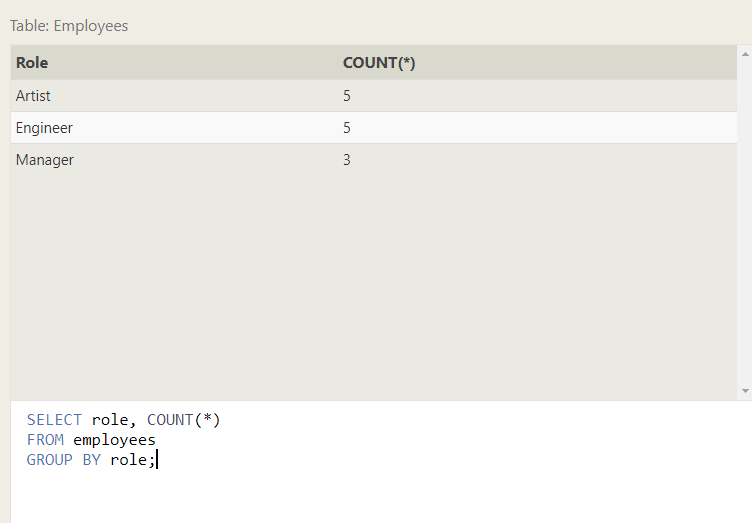 Table: Employees
Role COUNT(*)
Artist 5
Engineer 5
Manager 3
SELECT role, COUNT(*)
FROM employees
GROUP BY role;